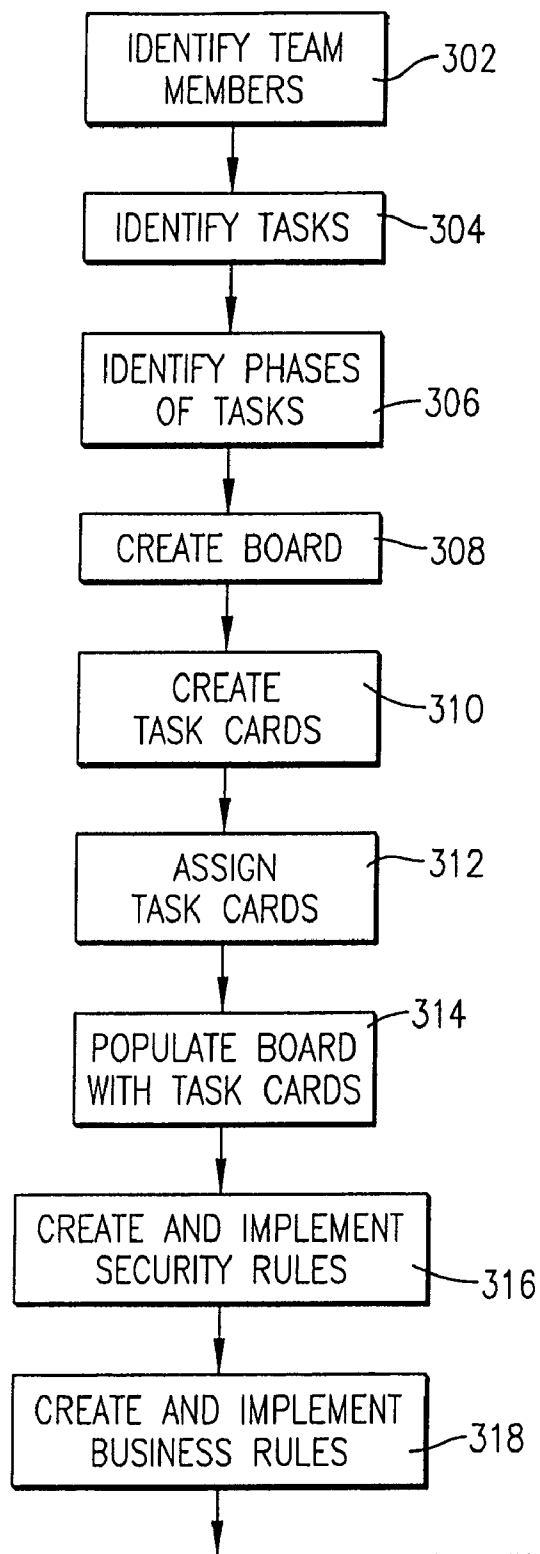 IDENTIFY TEAM
MEMBERS
302
IDENTIFY TASKS
304
IDENTIFY PHASES
OF TASKS
306
CREATE BOARD
308
CREATE
TASK CARDS
310
ASSIGN
TASK CARDS
312
POPULATE BOARD
WITH TASK CARDS
314
CREATE AND IMPLEMENT
SECURITY RULES
316
CREATE AND IMPLEMENT
BUSINESS RULES
318